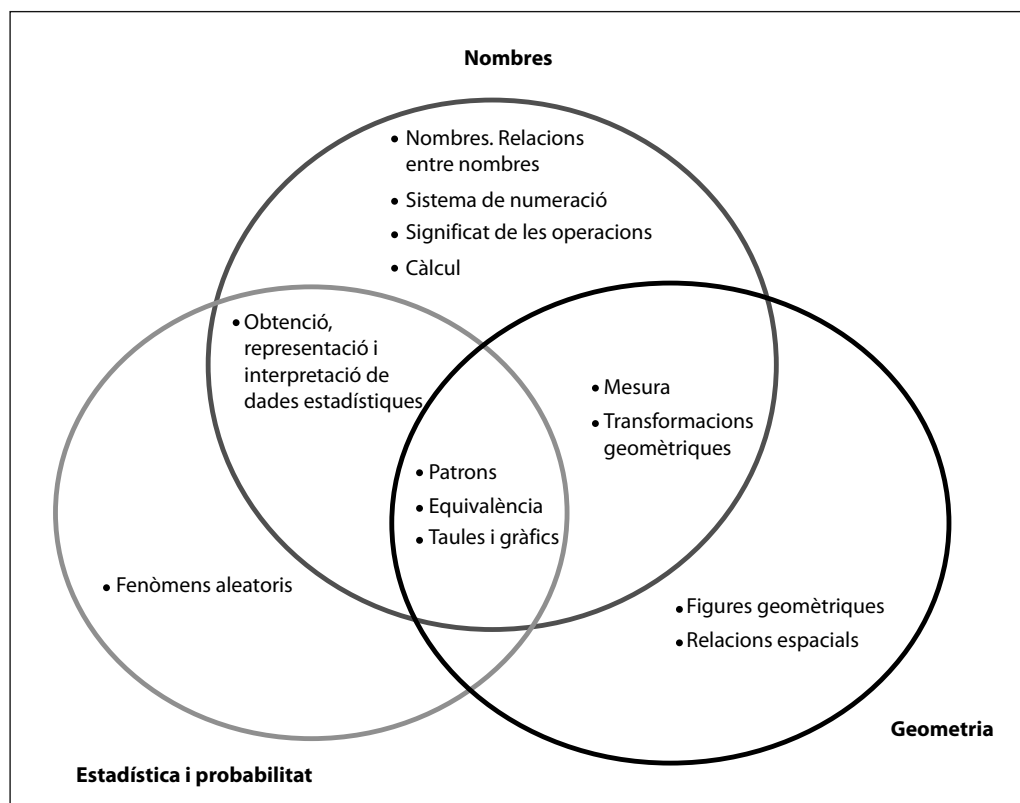 Nombres
• Nombres. Relacions
entre nombres
• Sistema de numeració
• Significat de les operacions
• Càlcul
• Obtenció,
representació i
interpretació de
dades estadístiques
• Mesura
• Transformacions
geomètriques
• Patrons
• Equivalència
• Taules i gràfics
• Fenòmens aleatoris
• Figures geomètriques
• Relacions espacials
Geometria
Estadística i probabilitat